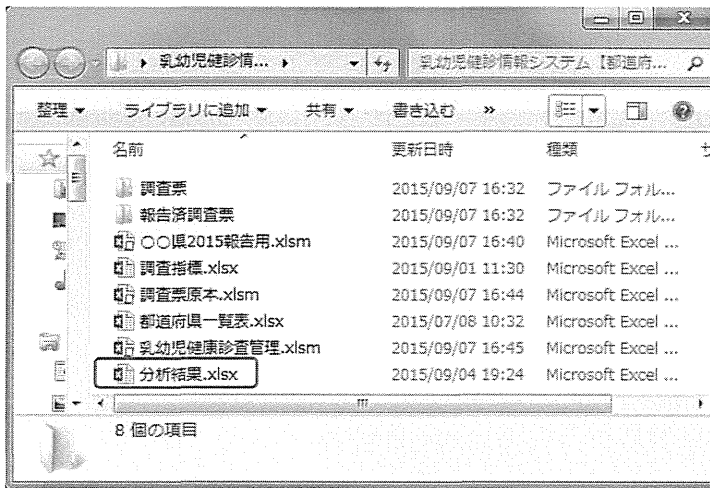 乳幼児健診情...
乳幼児健診情報システム【都道府...
整理 ライブラリに追加 共有 書き込む »
名前 更新日時 種類 サ
調査票 2015/09/07 16:32 ファイル フォル...
報告済調査票 2015/09/07 16:32 ファイル フォル...
○○県2015報告用.xlsm 2015/09/07 16:40 Microsoft Excel ...
調査指標.xlsx 2015/09/01 11:30 Microsoft Excel ...
調査票原本.xlsm 2015/09/07 16:44 Microsoft Excel ...
都道府県一覧表.xlsx 2015/07/08 10:32 Microsoft Excel ...
乳幼児健康診査管理.xlsm 2015/09/07 16:45 Microsoft Excel ...
分析結果.xlsx 2015/09/04 19:24 Microsoft Excel ...
8 個の項目